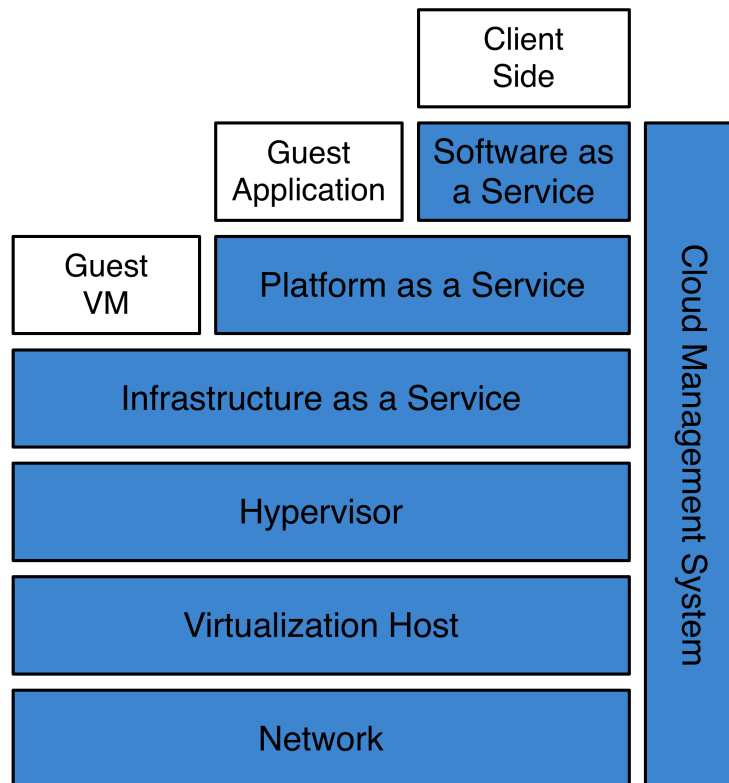 Client
Side
Guest
Application
Software as
a Service
Guest
VM
Platform as a Service
Infrastructure as a Service
Hypervisor
Virtualization Host
Network
Cloud Management System